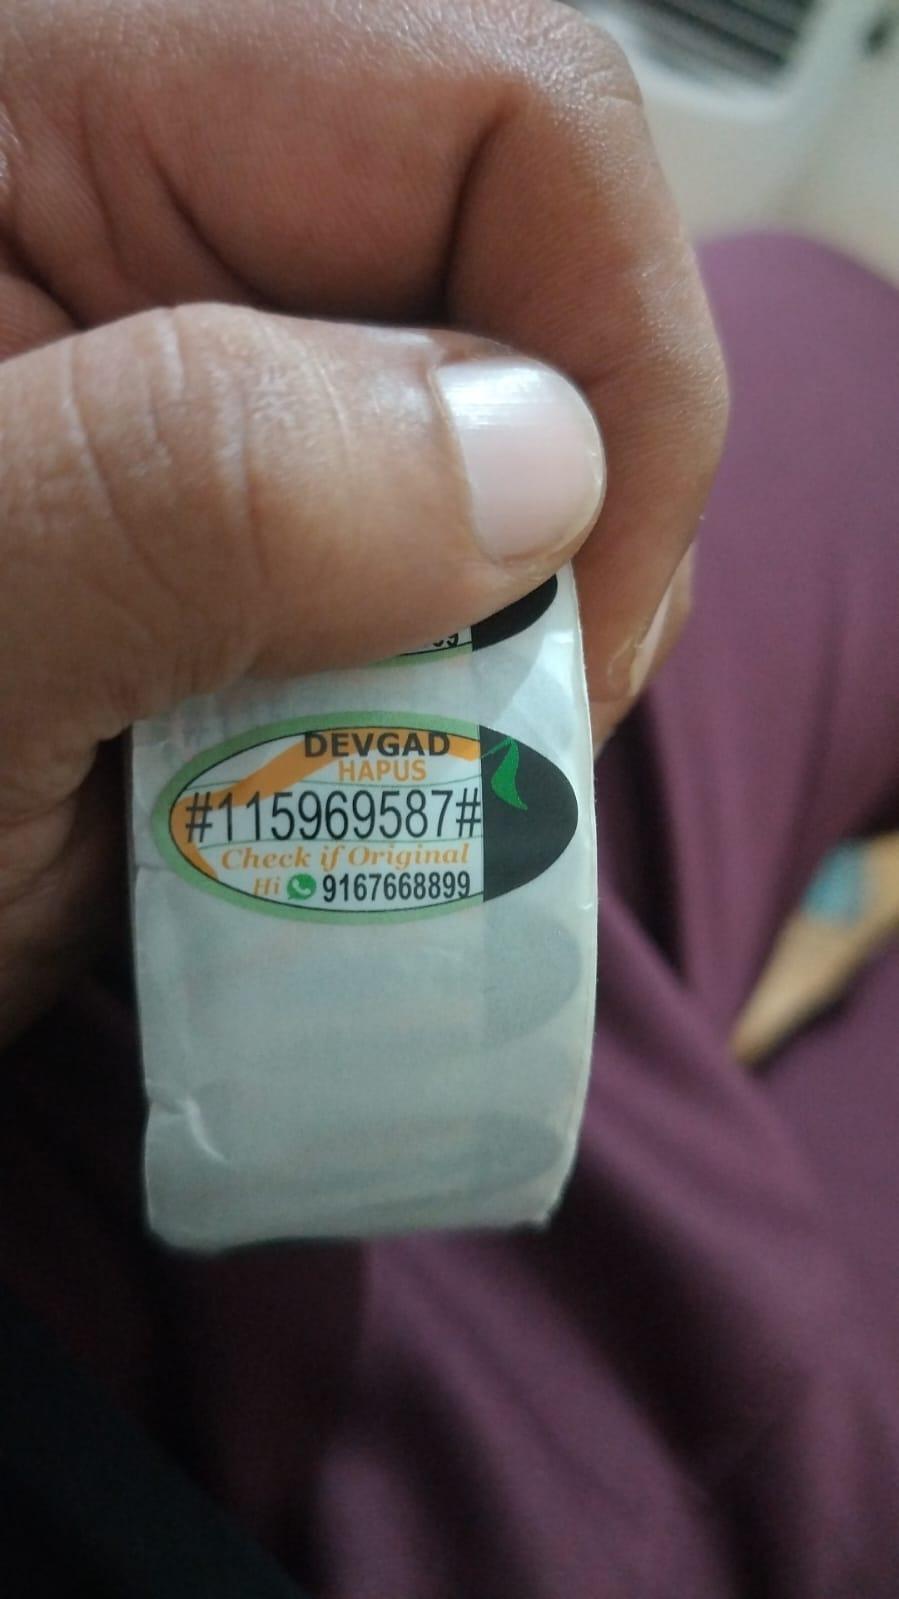 DEVGAD
HAPUS
#115969587#
Check if Original
Hi 9167668899